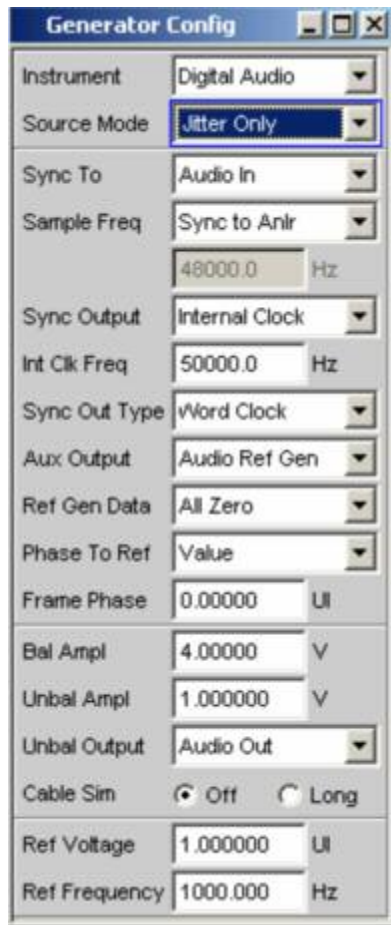 Generator Config
Instrument Digital Audio
Source Mode Jitter Only
Sync To Audio In
Sample Freq Sync to Anlr
48000.0 Hz
Sync Output Internal Clock
Int Clk Freq 50000.0 Hz
Sync Out Type Word Clock
Aux Output Audio Ref Gen
Ref Gen Data All Zero
Phase To Ref Value
Frame Phase 0.00000 UI
Bal Ampl 4.00000 V
Unbal Ampl 1.000000 V
Unbal Output Audio Out
Cable Sim Off Long
Ref Voltage 1.000000 UI
Ref Frequency 1000.000 Hz